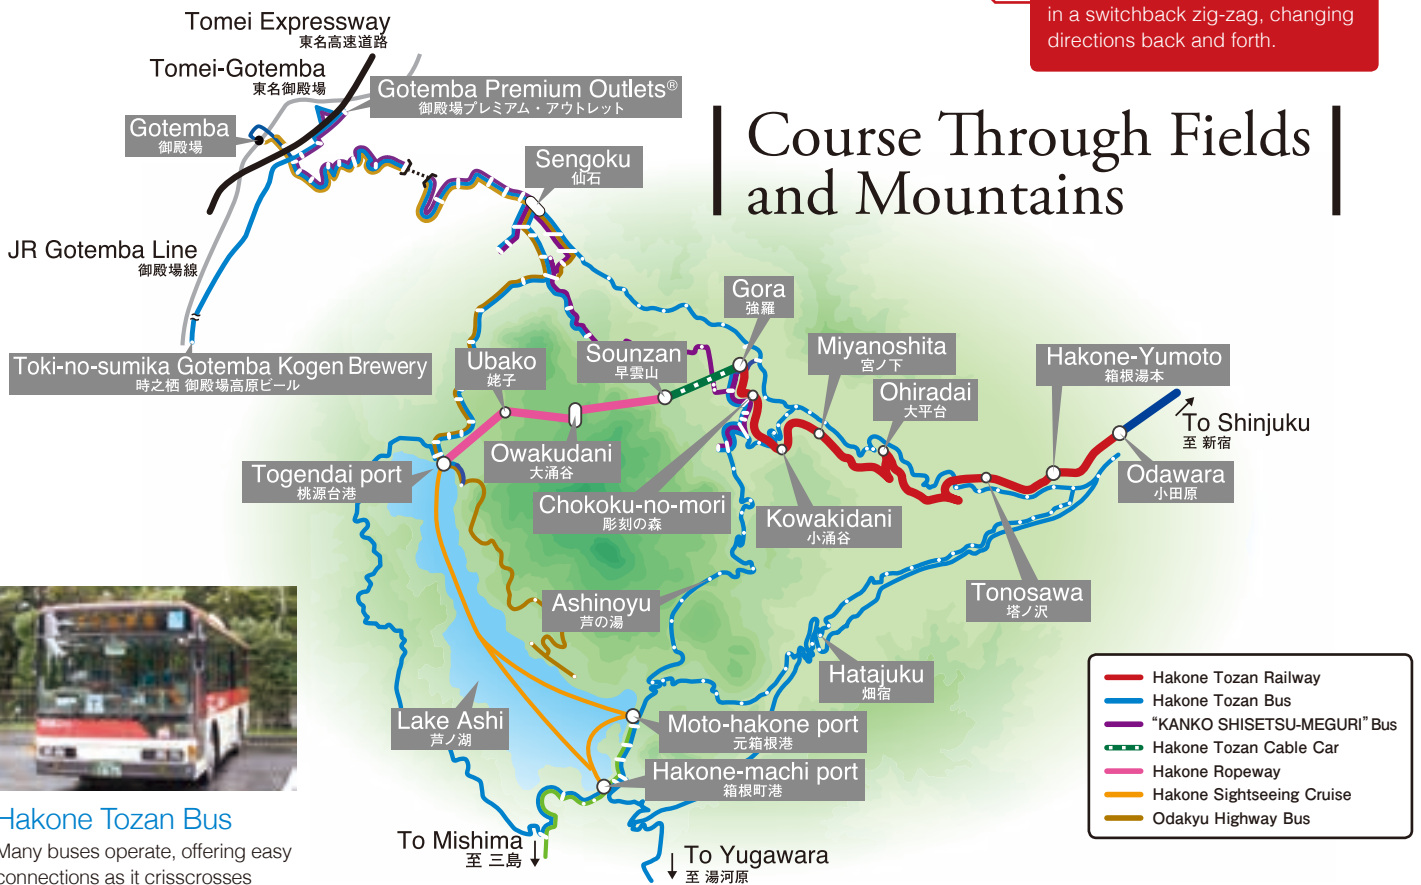 in a switchback zig-zag, changing
directions back and forth.
Course Through Fields
and Mountains
Tomei Expressway
東名高速道路
Tomei-Gotemba
東名御殿場
Gotemba Premium Outlets®
御殿場プレミアム・アウトレット
Gotemba
御殿場
Sengoku
仙石
JR Gotemba Line
御殿場線
Gora
強羅
Toki-no-sumika Gotemba Kogen Brewery
時之栖 御殿場高原ビール
Ubako
姥子
Sounzan
早雲山
Miyanoshita
宮ノ下
Hakone-Yumoto
箱根湯本
Ohiradai
大平台
To Shinjuku
至 新宿
Owakudani
大涌谷
Togendai port
桃源台港
Odawara
小田原
Chokoku-no-mori
彫刻の森
Kowakidani
小涌谷
Tonosawa
塔ノ沢
Ashinoyu
芦の湯
Hatajuku
畑宿
Lake Ashi
芦ノ湖
Moto-hakone port
元箱根港
Hakone-machi port
箱根町港
To Mishima
至 三島
To Yugawara
至 湯河原
Hakone Tozan Railway
Hakone Tozan Bus
“KANKO SHISETSU-MEGURI” Bus
Hakone Tozan Cable Car
Hakone Ropeway
Hakone Sightseeing Cruise
Odakyu Highway Bus
Hakone Tozan Bus
Many buses operate, offering easy
connections as it crisscrosses